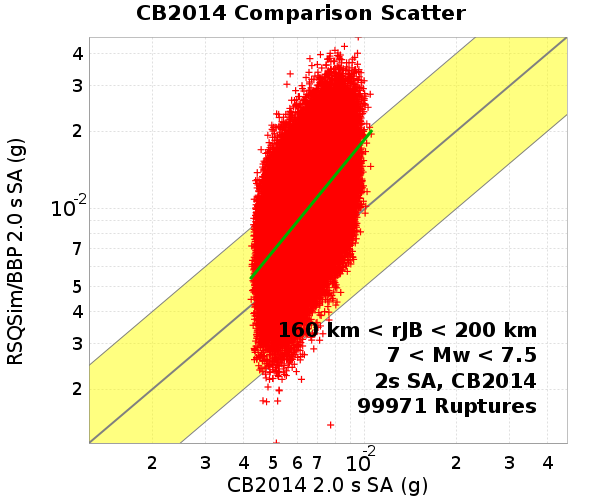 CB2014 Comparison Scatter
RSQSim/BBP 2.0 s SA (g)
4
3
2
10-2
7
5
4
3
2
160 km < rJB < 200 km
7 < Mw < 7.5
2s SA, CB2014
99971 Ruptures
2 3 4 5 6 7 10-2 2 3 4
CB2014 2.0 s SA (g)